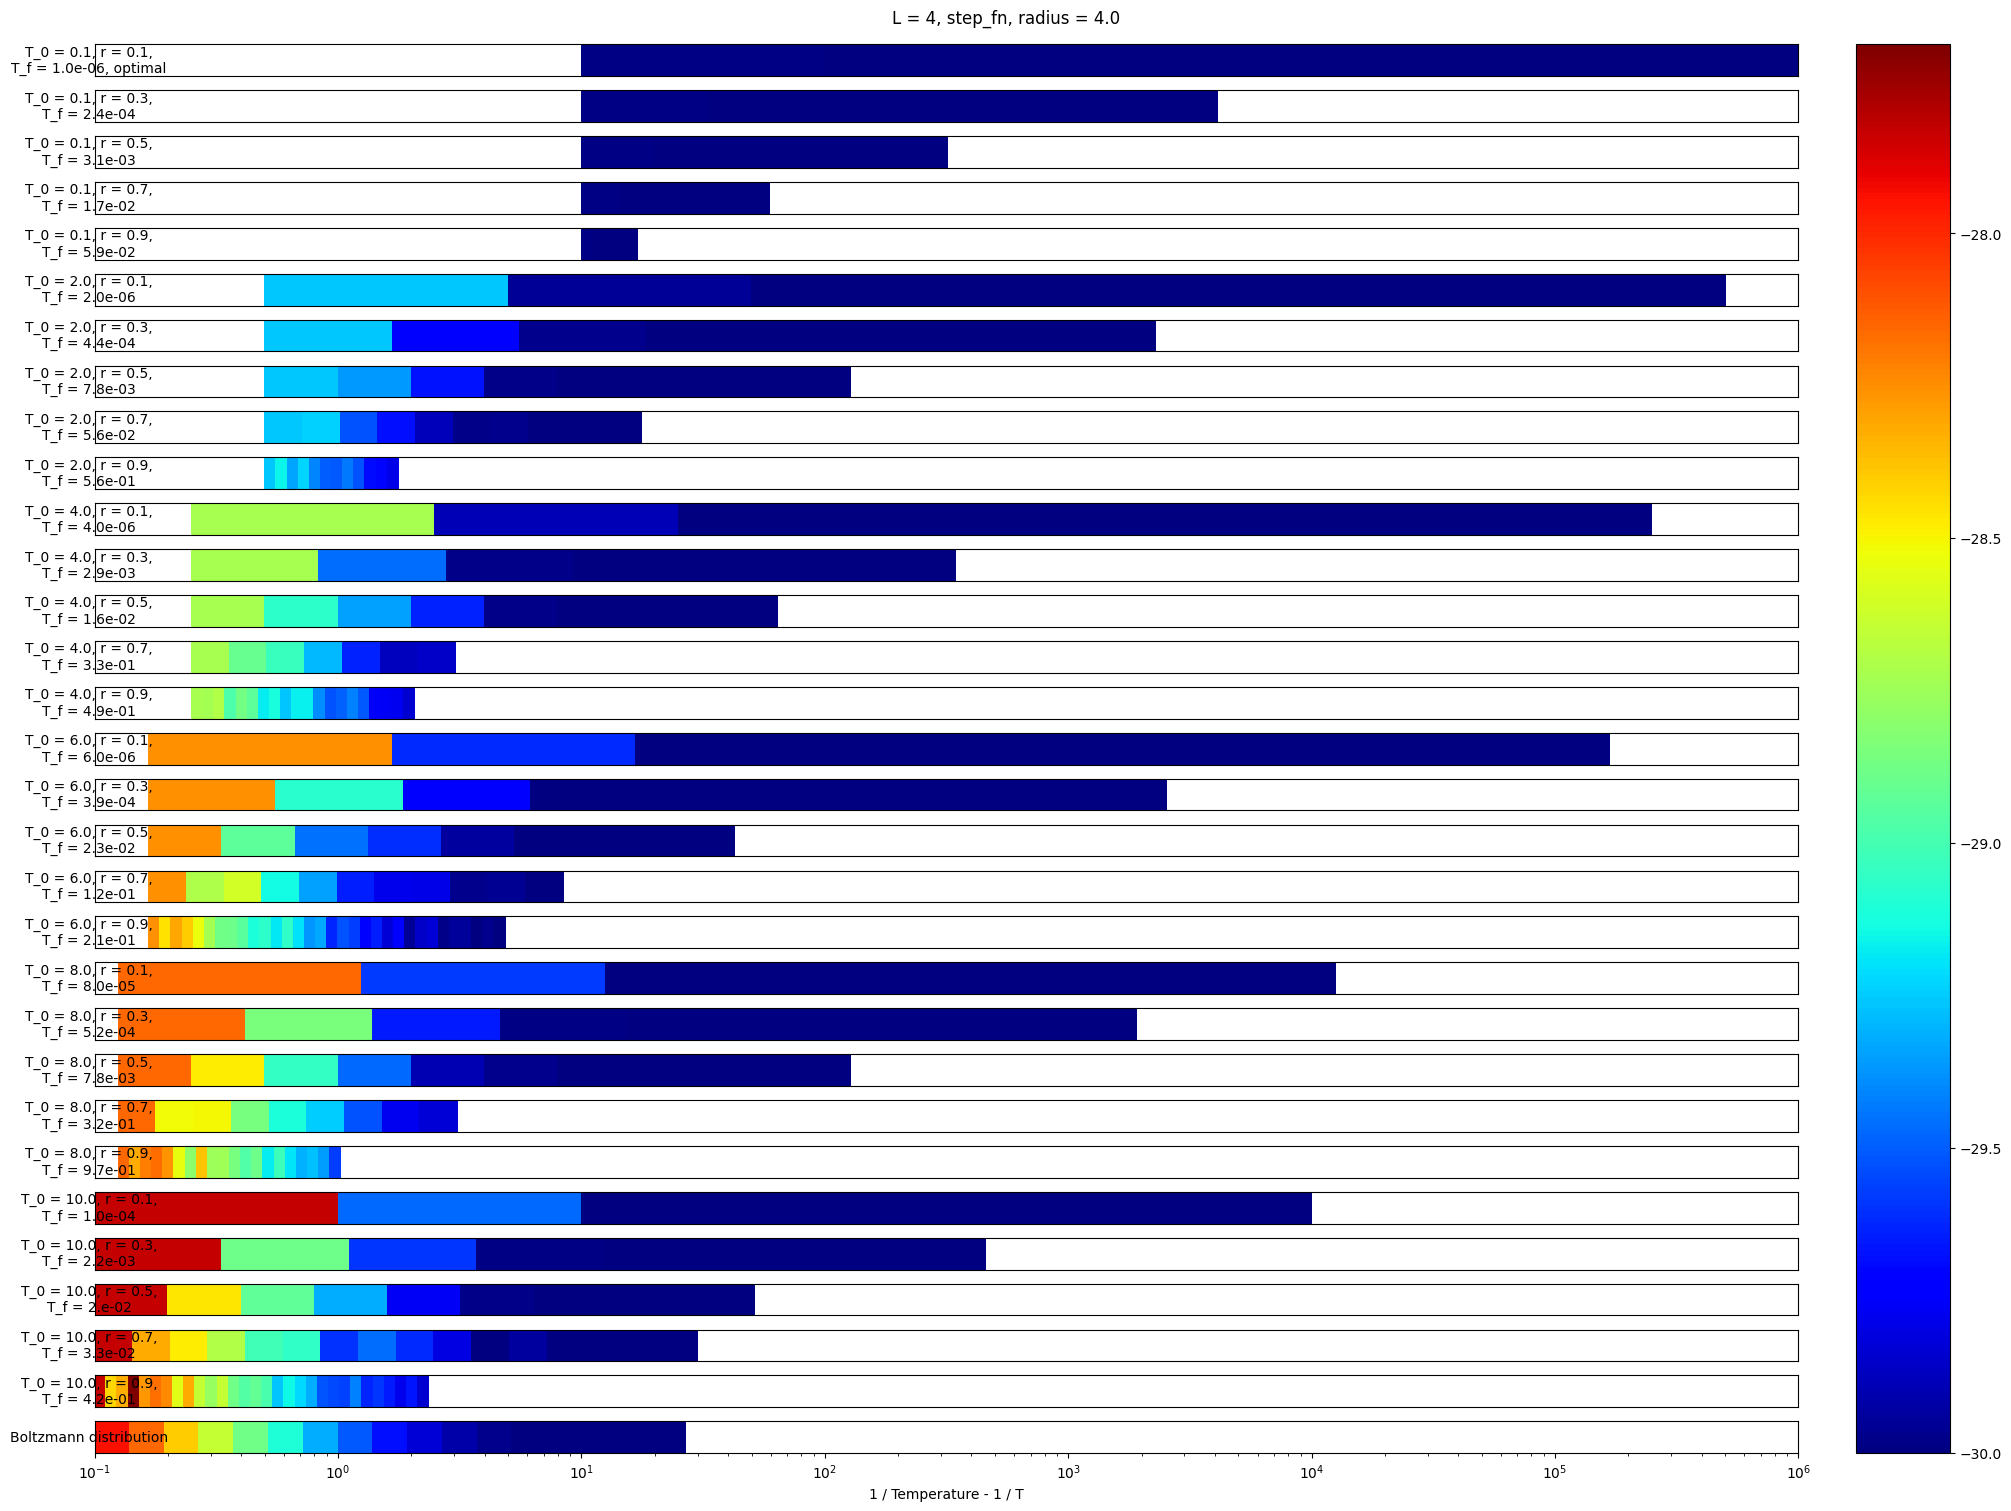 L = 4, step_fn, radius = 4.0
T_0 = 0.1, r = 0.1,
T_f = 1.0e-06, optimal
T_0 = 0.1, r = 0.3,
T_f = 2.4e-04
T_0 = 0.1, r = 0.5,
T_f = 3.1e-03
T_0 = 0.1, r = 0.7,
T_f = 1.7e-02
T_0 = 0.1, r = 0.9,
T_f = 5.9e-02
T_0 = 2.0, r = 0.1,
T_f = 2.0e-06
T_0 = 2.0, r = 0.3,
T_f = 4.4e-04
T_0 = 2.0, r = 0.5,
T_f = 7.8e-03
T_0 = 2.0, r = 0.7,
T_f = 5.6e-02
T_0 = 2.0, r = 0.9,
T_f = 5.6e-01
T_0 = 4.0, r = 0.1,
T_f = 4.0e-06
T_0 = 4.0, r = 0.3,
T_f = 2.9e-03
T_0 = 4.0, r = 0.5,
T_f = 1.6e-02
T_0 = 4.0, r = 0.7,
T_f = 3.3e-01
T_0 = 4.0, r = 0.9,
T_f = 4.9e-01
T_0 = 6.0, r = 0.1,
T_f = 6.0e-06
T_0 = 6.0, r = 0.3,
T_f = 3.9e-04
T_0 = 6.0, r = 0.5,
T_f = 2.3e-02
T_0 = 6.0, r = 0.7,
T_f = 1.2e-01
T_0 = 6.0, r = 0.9,
T_f = 2.1e-01
T_0 = 8.0, r = 0.1,
T_f = 8.0e-05
T_0 = 8.0, r = 0.3,
T_f = 5.2e-04
T_0 = 8.0, r = 0.5,
T_f = 7.8e-03
T_0 = 8.0, r = 0.7,
T_f = 3.2e-01
T_0 = 8.0, r = 0.9,
T_f = 9.7e-01
T_0 = 10.0, r = 0.1,
T_f = 1.0e-04
T_0 = 10.0, r = 0.3,
T_f = 2.2e-03
T_0 = 10.0, r = 0.5,
T_f = 2.e-02
T_0 = 10.0, r = 0.7,
T_f = 3.3e-02
T_0 = 10.0, r = 0.9,
T_f = 4.2e-01
Boltzmann distribution
10⁻¹ 10⁰ 10¹ 10² 10³ 10⁴ 10⁵ 10⁶
1 / Temperature - 1 / T
−28.0
−28.5
−29.0
−29.5
−30.0